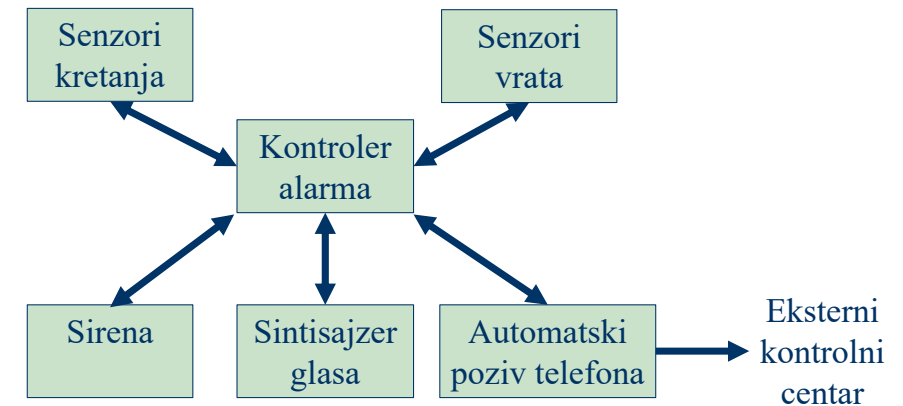 Senzori
kretanja
Senzori
vrata
Kontroler
alarma
Sirena
Sintisajzer
glasa
Automatski
poziv telefona
Eksterni
kontrolni
centar